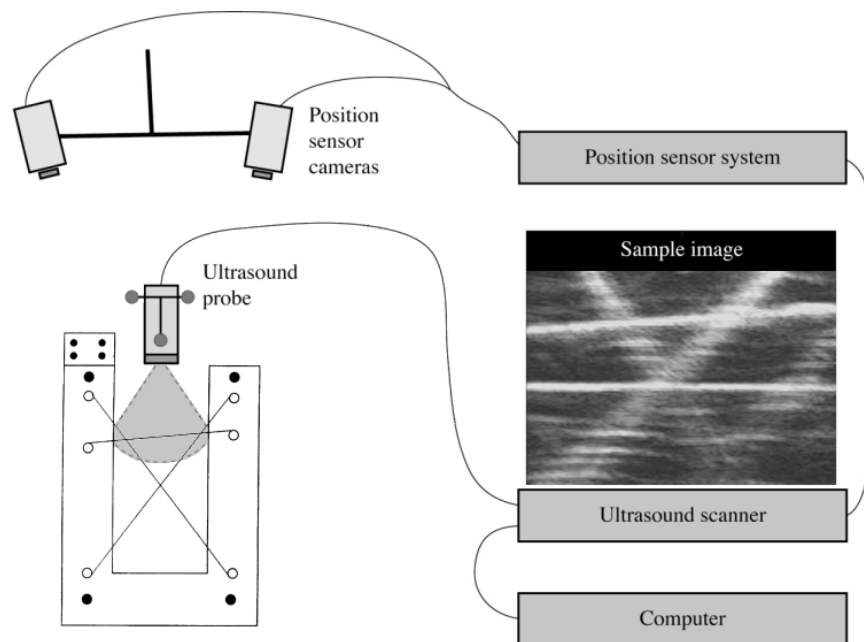 Position
sensor
cameras
Position sensor system
Sample image
Ultrasound
probe
Ultrasound scanner
Computer